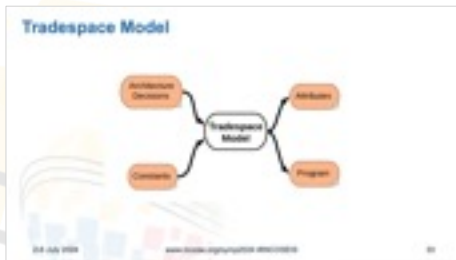 Tradespace Model
Architecture
Decisions
Attributes
Tradespace
Model
Constants
Program